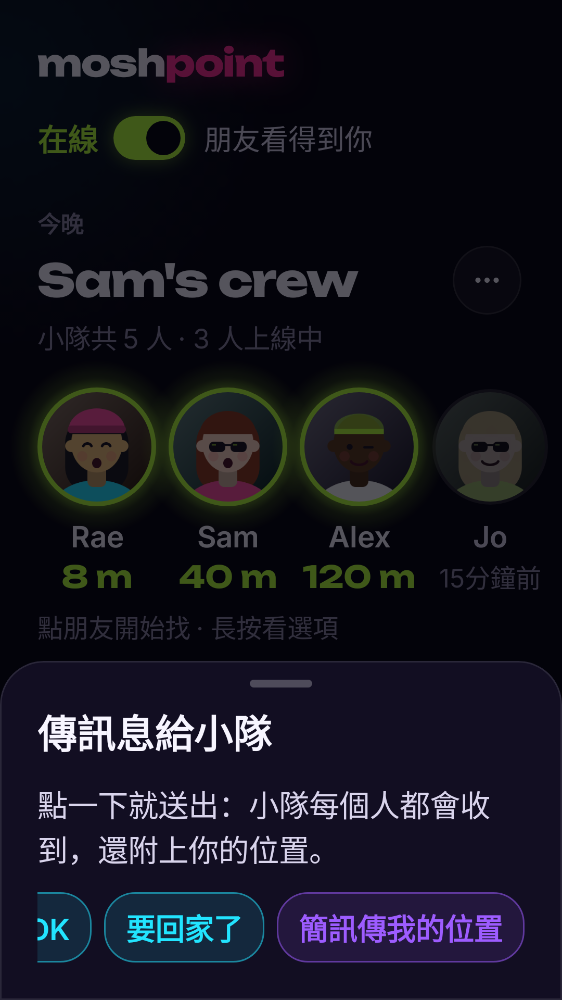 moshpoint
在線 朋友看得到你
今晚
Sam's crew
小隊共 5 人 · 3 人上線中
Rae Sam Alex Jo
8 m 40 m 120 m 15分鐘前
點朋友開始找 · 長按看選項
傳訊息給小隊
點一下就送出：小隊每個人都會收
到，還附上你的位置。
OK 要回家了 簡訊傳我的位置